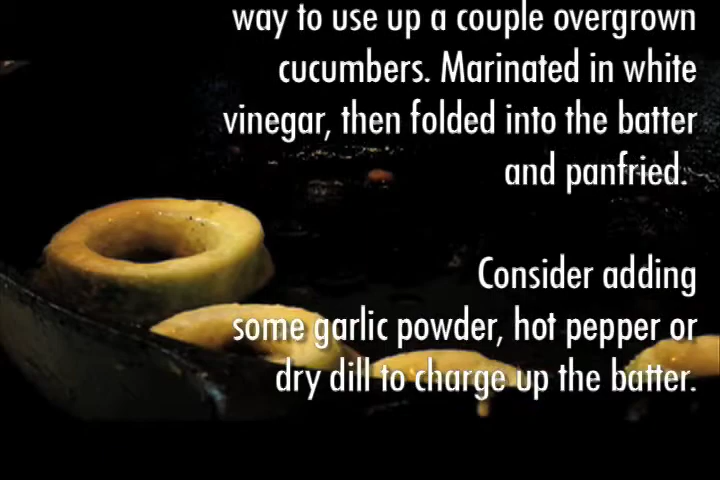 way to use up a couple overgrown
cucumbers. Marinated in white
vinegar, then folded into the batter
and panfried.
Consider adding
some garlic powder, hot pepper or
dry dill to charge up the batter.